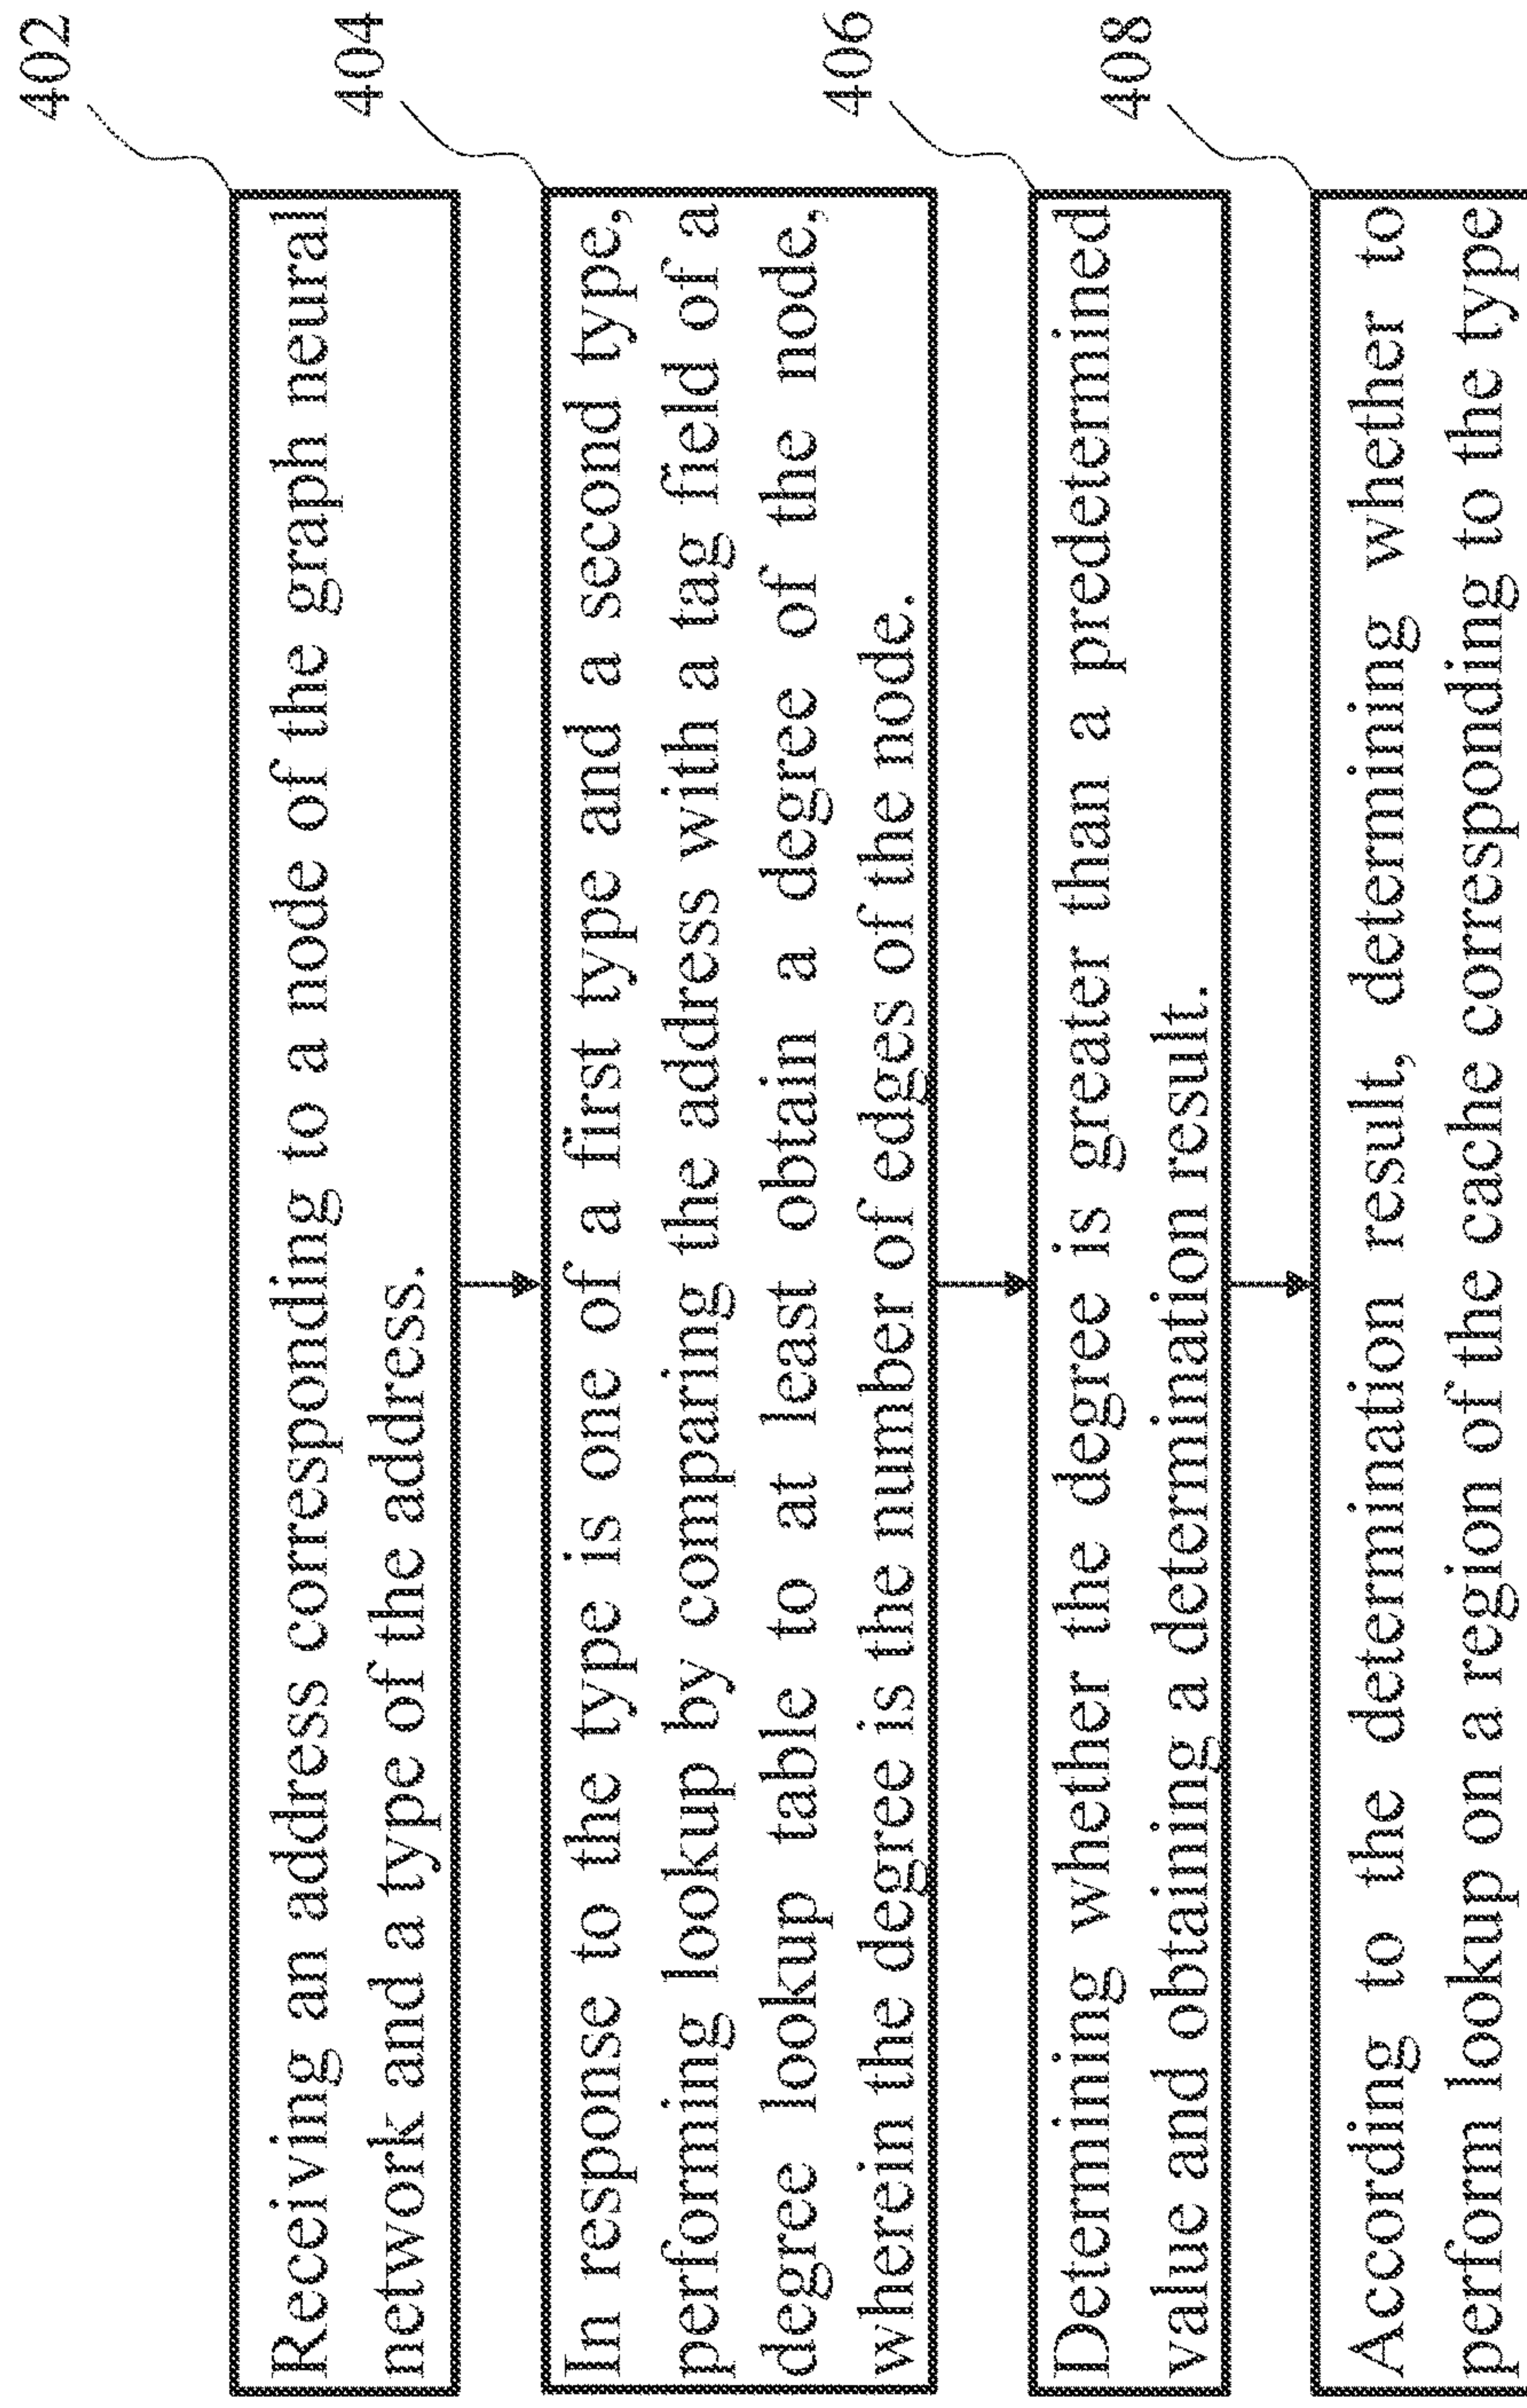 402
Receiving an address corresponding to a node of the graph neural
network and a type of the address.
404
In response to the type is one of a first type and a second type,
performing lookup by comparing the address with a tag field of a
degree lookup table to at least obtain a degree of the node,
wherein the degree is the number of edges of the node.
406
Determining whether the degree is greater than a predetermined
value and obtaining a determination result.
408
According to the determination result, determining whether to
perform lookup on a region of the cache corresponding to the type